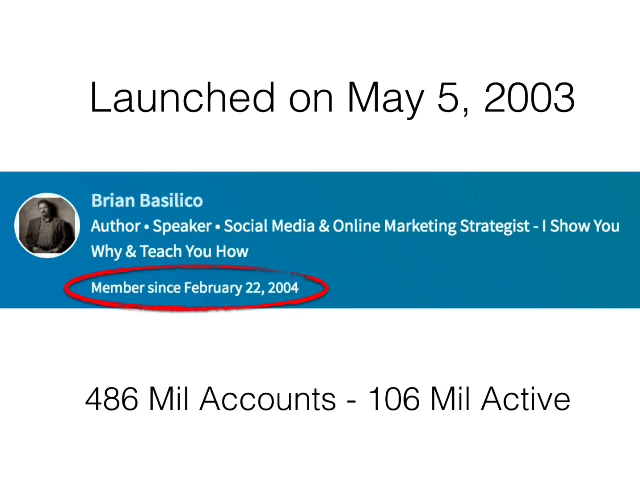 Launched on May 5, 2003
Brian Basilico
Author • Speaker • Social Media & Online Marketing Strategist - I Show You
Why & Teach You How
Member since February 22, 2004
486 Mil Accounts - 106 Mil Active